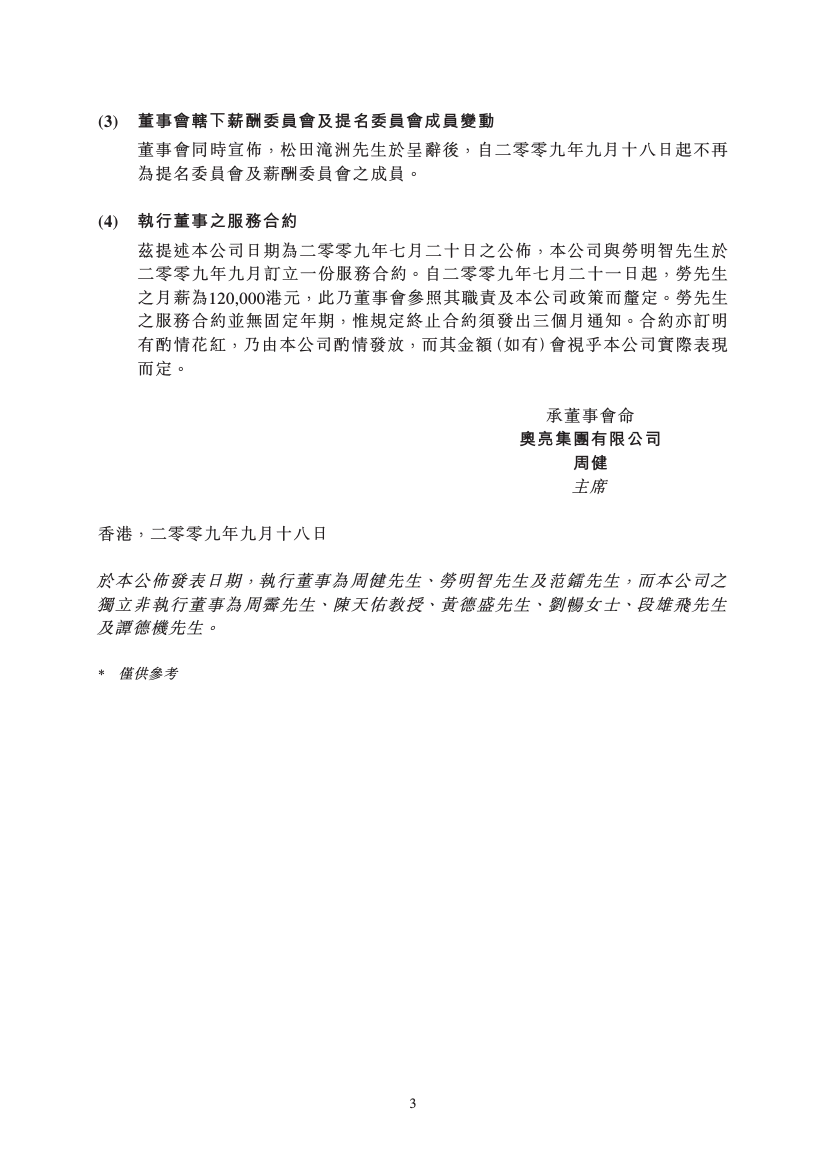 (3) 董事會轄下薪酬委員會及提名委員會成員變動
董事會同時宣佈，松田滝洲先生於呈辭後，自二零零九年九月十八日起不再
為提名委員會及薪酬委員會之成員。
(4) 執行董事之服務合約
茲提述本公司日期為二零零九年七月二十日之公佈，本公司與勞明智先生於
二零零九年九月訂立一份服務合約。自二零零九年七月二十一日起，勞先生
之月薪為120,000港元，此乃董事會參照其職責及本公司政策而釐定。勞先生
之服務合約並無固定年期，惟規定終止合約須發出三個月通知。合約亦訂明
有酌情花紅，乃由本公司酌情發放，而其金額(如有)會視乎本公司實際表現
而定。
承董事會命
奧亮集團有限公司
周健
主席
香港，二零零九年九月十八日
於本公佈發表日期，執行董事為周健先生、勞明智先生及范鐳先生，而本公司之
獨立非執行董事為周霽先生、陳天佑教授、黃德盛先生、劉暢女士、段雄飛先生
及譚德機先生。
* 僅供參考
3